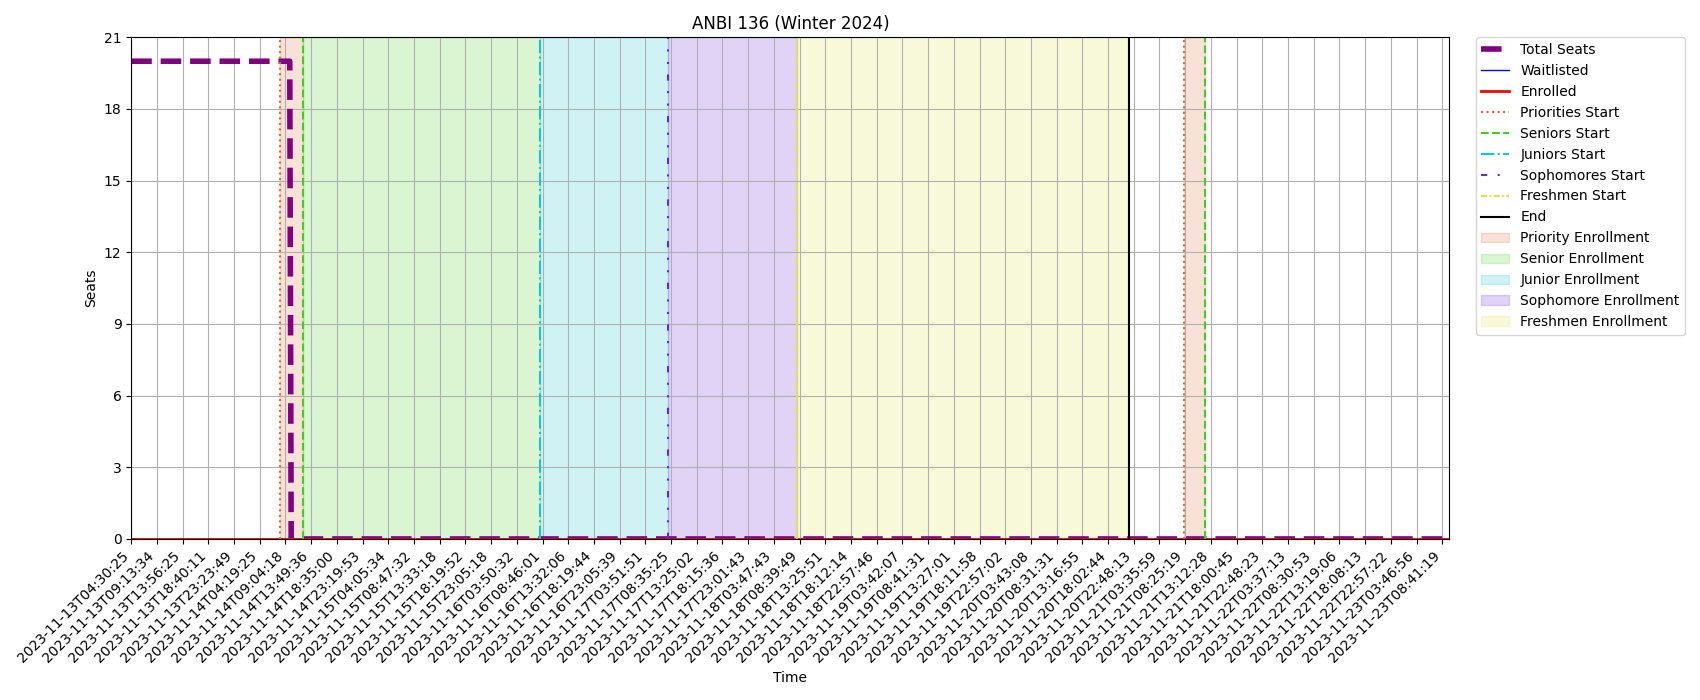 ANBI 136 (Winter 2024)
21
18
15
12
9
6
3
0
Seats
2023-11-13T04:30:25
2023-11-13T09:13:34
2023-11-13T13:56:25
2023-11-13T18:40:11
2023-11-13T23:23:49
2023-11-14T04:19:25
2023-11-14T09:04:18
2023-11-14T13:49:36
2023-11-14T18:35:00
2023-11-14T23:19:53
2023-11-15T04:05:34
2023-11-15T08:47:32
2023-11-15T13:33:18
2023-11-15T18:19:52
2023-11-15T23:05:18
2023-11-16T03:50:32
2023-11-16T08:46:01
2023-11-16T13:32:06
2023-11-16T18:19:44
2023-11-16T23:05:39
2023-11-17T03:51:51
2023-11-17T08:35:25
2023-11-17T13:25:02
2023-11-17T18:15:36
2023-11-17T23:01:43
2023-11-18T03:47:43
2023-11-18T08:39:49
2023-11-18T13:25:51
2023-11-18T18:12:14
2023-11-18T22:57:46
2023-11-19T03:42:07
2023-11-19T08:41:31
2023-11-19T13:27:01
2023-11-19T18:11:58
2023-11-19T22:57:02
2023-11-20T03:43:08
2023-11-20T08:31:31
2023-11-20T13:16:55
2023-11-20T18:02:44
2023-11-20T22:48:13
2023-11-21T03:35:59
2023-11-21T08:25:19
2023-11-21T13:12:28
2023-11-21T18:00:45
2023-11-21T22:48:23
2023-11-22T03:37:13
2023-11-22T08:30:53
2023-11-22T13:19:06
2023-11-22T18:08:13
2023-11-22T22:57:22
2023-11-23T03:46:56
2023-11-23T08:41:19
Time
Total Seats
Waitlisted
Enrolled
Priorities Start
Seniors Start
Juniors Start
Sophomores Start
Freshmen Start
End
Priority Enrollment
Senior Enrollment
Junior Enrollment
Sophomore Enrollment
Freshmen Enrollment